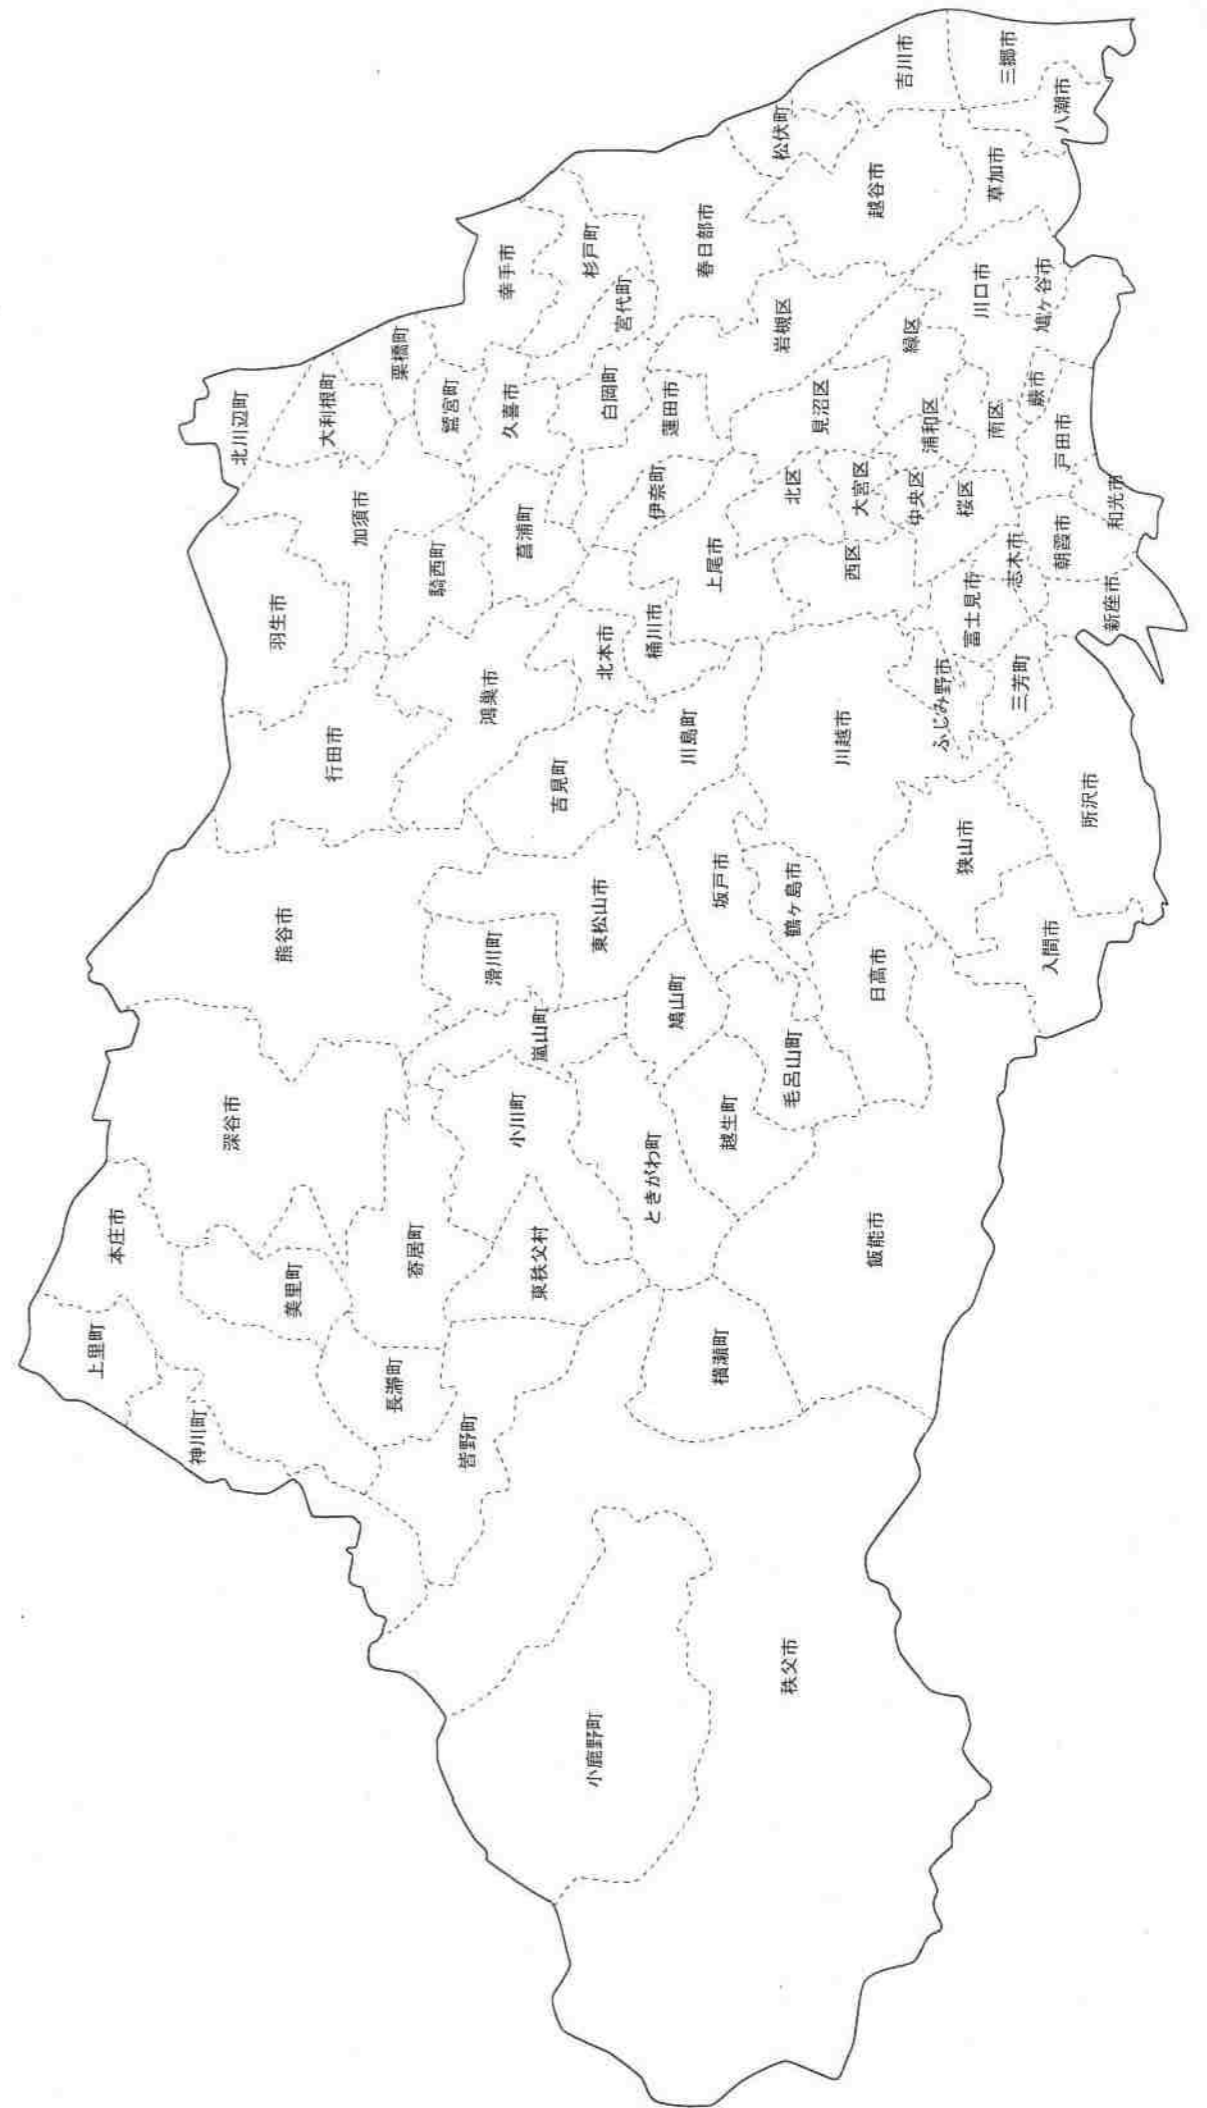 上里町
本庄市
神川町
深谷市
美里町
熊谷市
寄居町
長瀞町
皆野町
小鹿野町
秩父市
横瀬町
東秩父村
小川町
嵐山町
滑川町
東松山市
ときがわ町
鳩山町
越生町
毛呂山町
飯能市
日高市
坂戸市
鶴ヶ島市
行田市
羽生市
加須市
北川辺町
大利根町
栗橋町
鷲宮町
騎西町
鴻巣市
吉見町
川島町
北本市
桶川市
菖蒲町
久喜市
幸手市
杉戸町
宮代町
白岡町
蓮田市
伊奈町
上尾市
春日部市
松伏町
吉川市
三郷市
八潮市
草加市
越谷市
岩槻区
見沼区
北区
大宮区
西区
中央区
浦和区
緑区
桜区
南区
川口市
鳩ヶ谷市
蕨市
戸田市
和光市
朝霞市
志木市
新座市
富士見市
ふじみ野市
三芳町
川越市
狭山市
所沢市
入間市